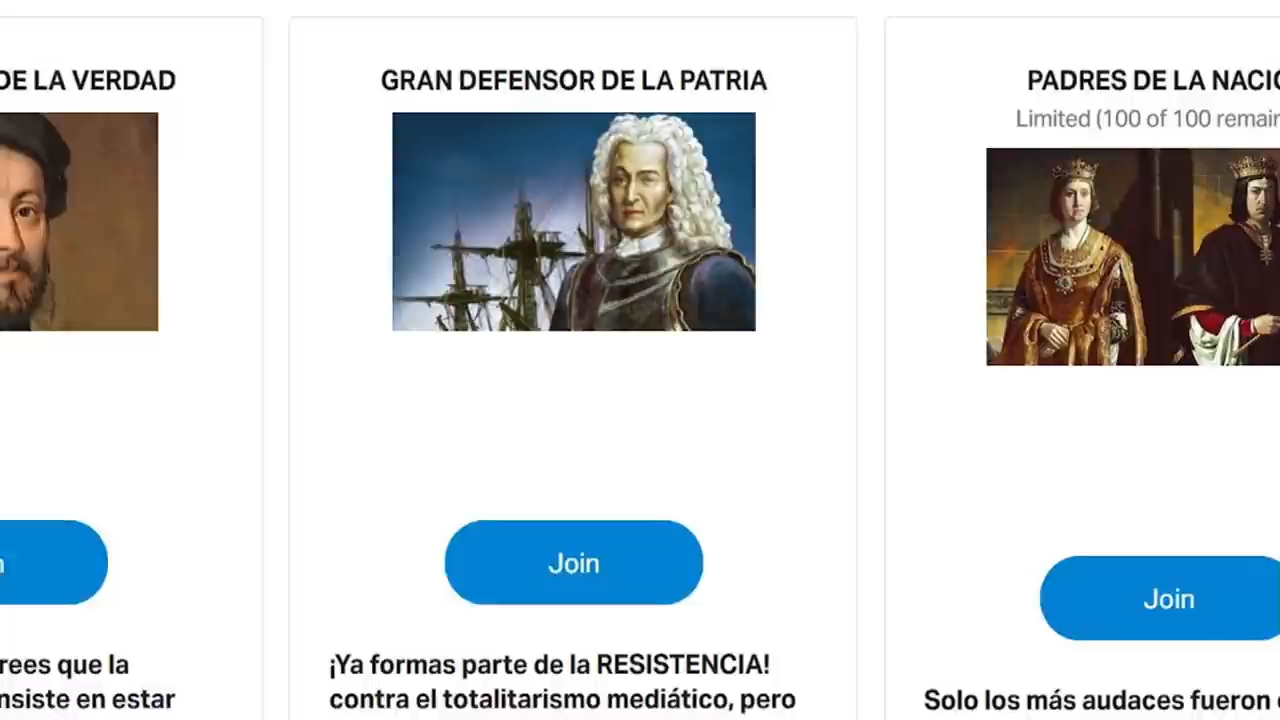 DE LA VERDAD
rees que la
nsiste en estar
GRAN DEFENSOR DE LA PATRIA
Join
¡Ya formas parte de la RESISTENCIA!
contra el totalitarismo mediático, pero
PADRES DE LA NACIO
Limited (100 of 100 remain
Join
Solo los más audaces fueron